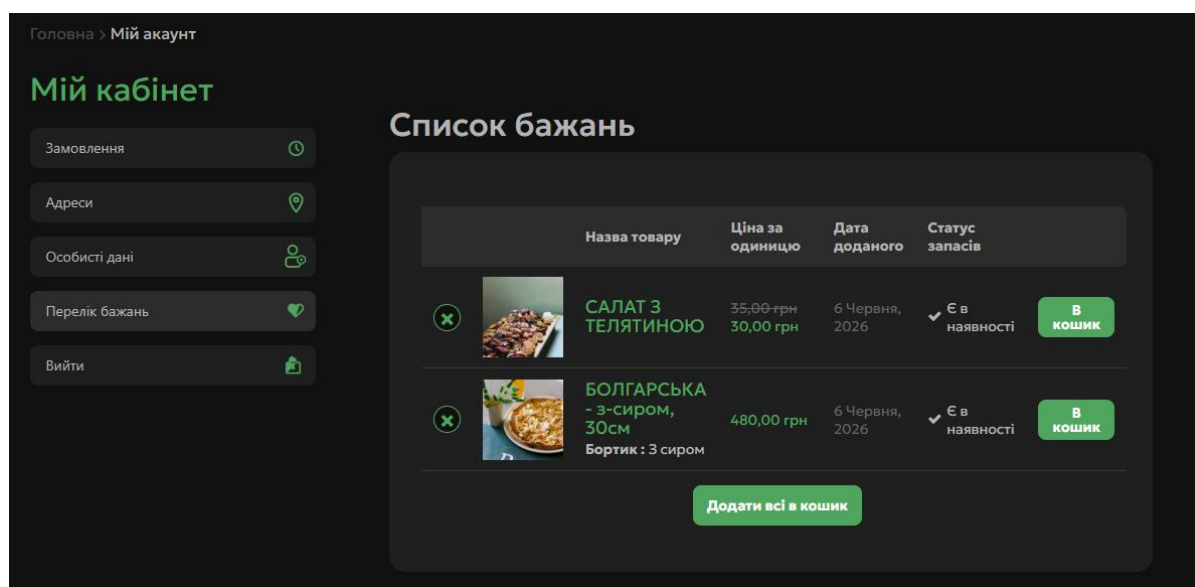 Головна > Мій акаунт
Мій кабінет
Замовлення
Адреси
Особисті дані
Перелік бажань
Вийти
Список бажань
Назва товару
Ціна за
одиницю
Дата
доданого
Статус
запасів
САЛАТ З
ТЕЛЯТИНОЮ
35,00 грн
30,00 грн
6 Червня,
2026
Є в
наявності
В
кошик
БОЛГАРСЬКА
- з-сиром,
30см
Бортик : З сиром
480,00 грн
6 Червня,
2026
Є в
наявності
В
кошик
Додати всі в кошик